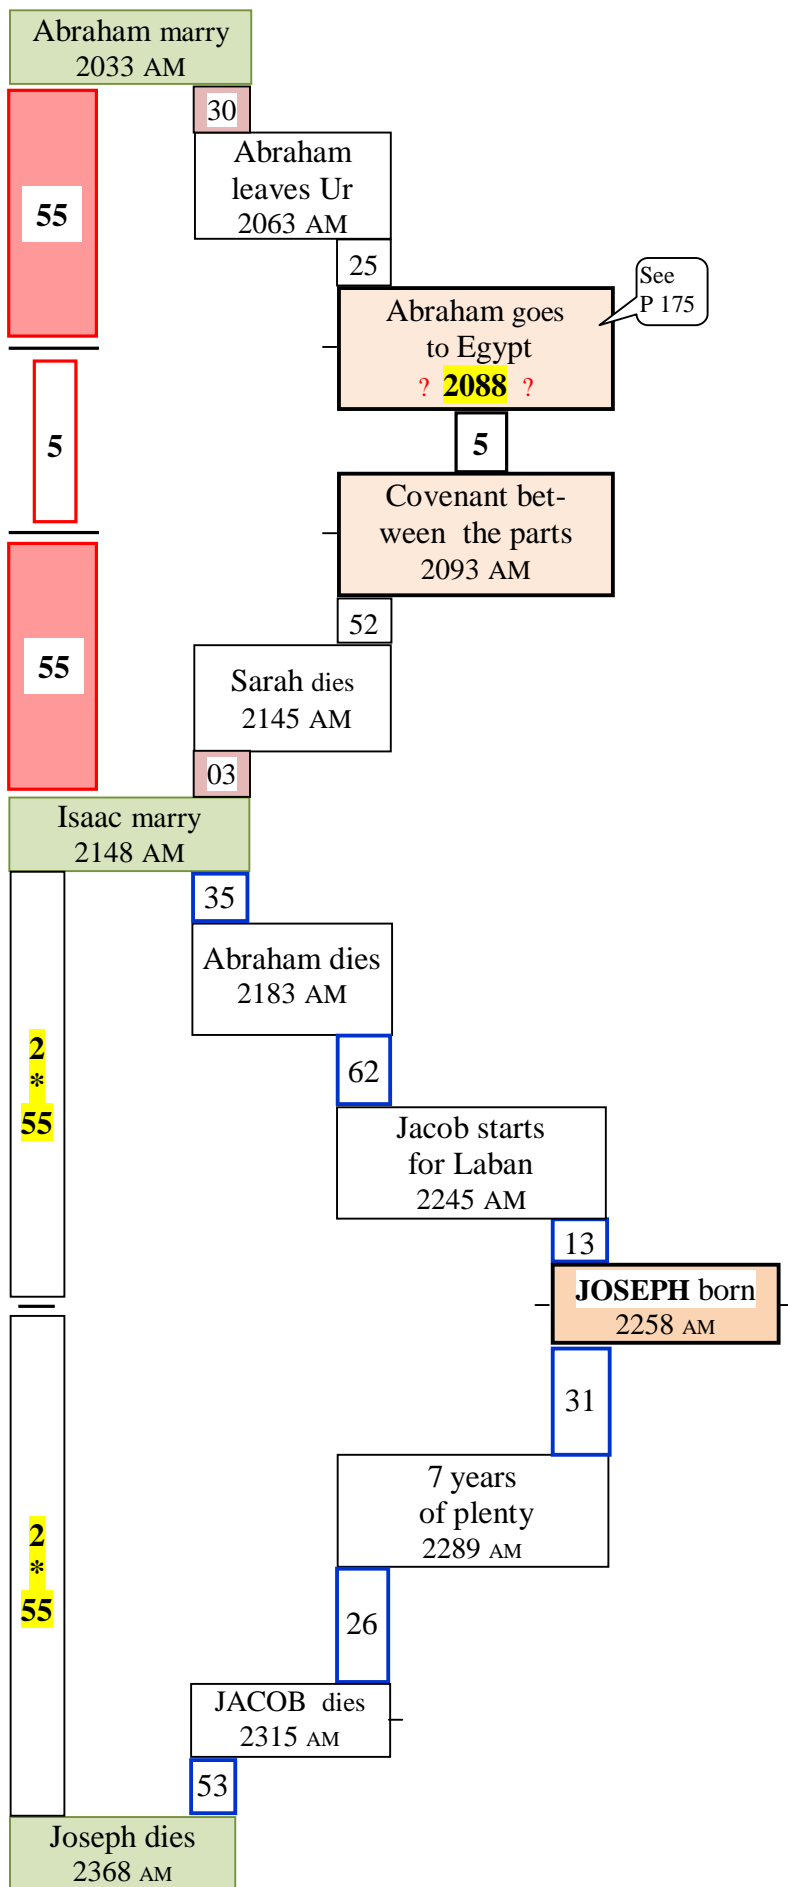 Abraham marry
2033 AM
30
Abraham
leaves Ur
2063 AM
55
25
See
P 175
Abraham goes
to Egypt
? 2088 ?
5
5
Covenant bet-
ween the parts
2093 AM
52
55
Sarah dies
2145 AM
03
Isaac marry
2148 AM
35
Abraham dies
2183 AM
2
*
55
62
Jacob starts
for Laban
2245 AM
13
JOSEPH born
2258 AM
31
7 years
of plenty
2289 AM
2
*
55
26
JACOB dies
2315 AM
53
Joseph dies
2368 AM